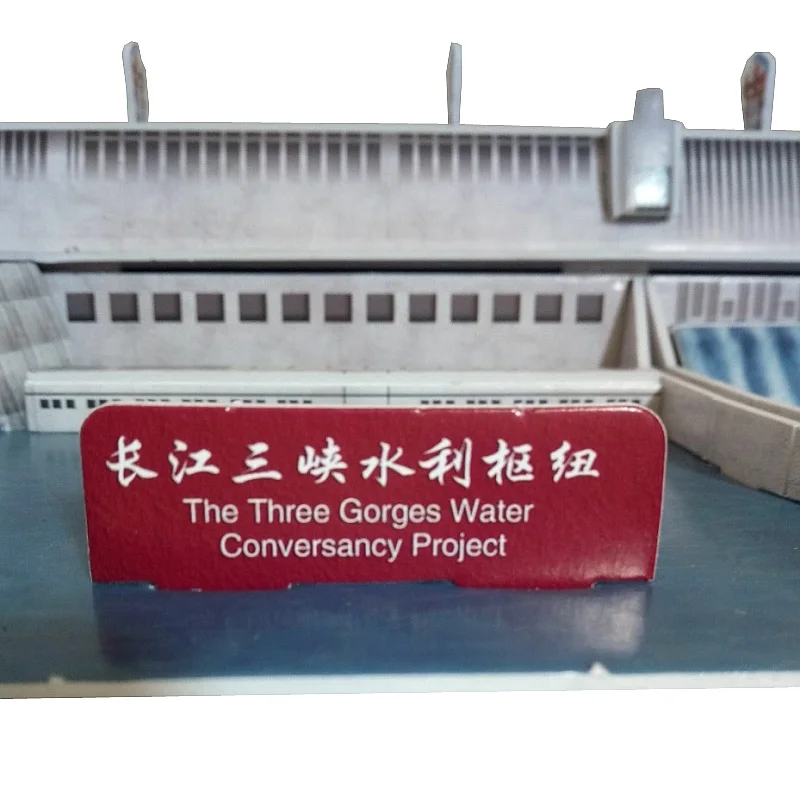 长江三峡水利枢纽
The Three Gorges Water
Conversancy Project